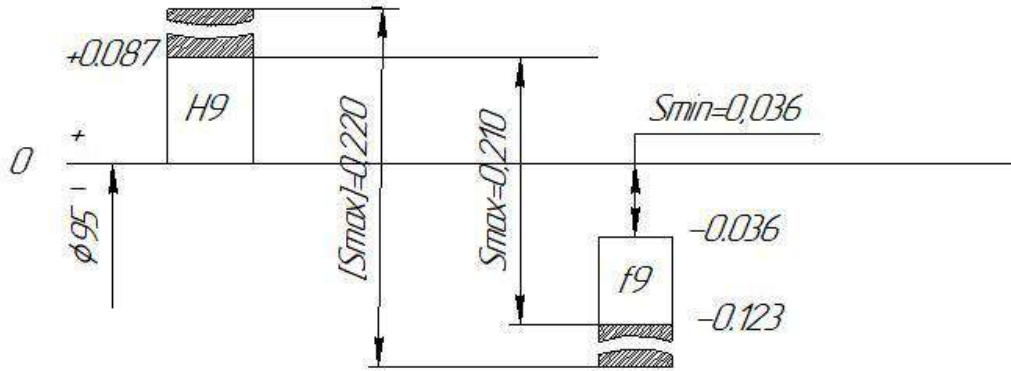 +0.087
H9
+
0
−
ϕ95
[Smax]=0,220
Smax=0,210
Smin=0,036
−0.036
f9
−0.123